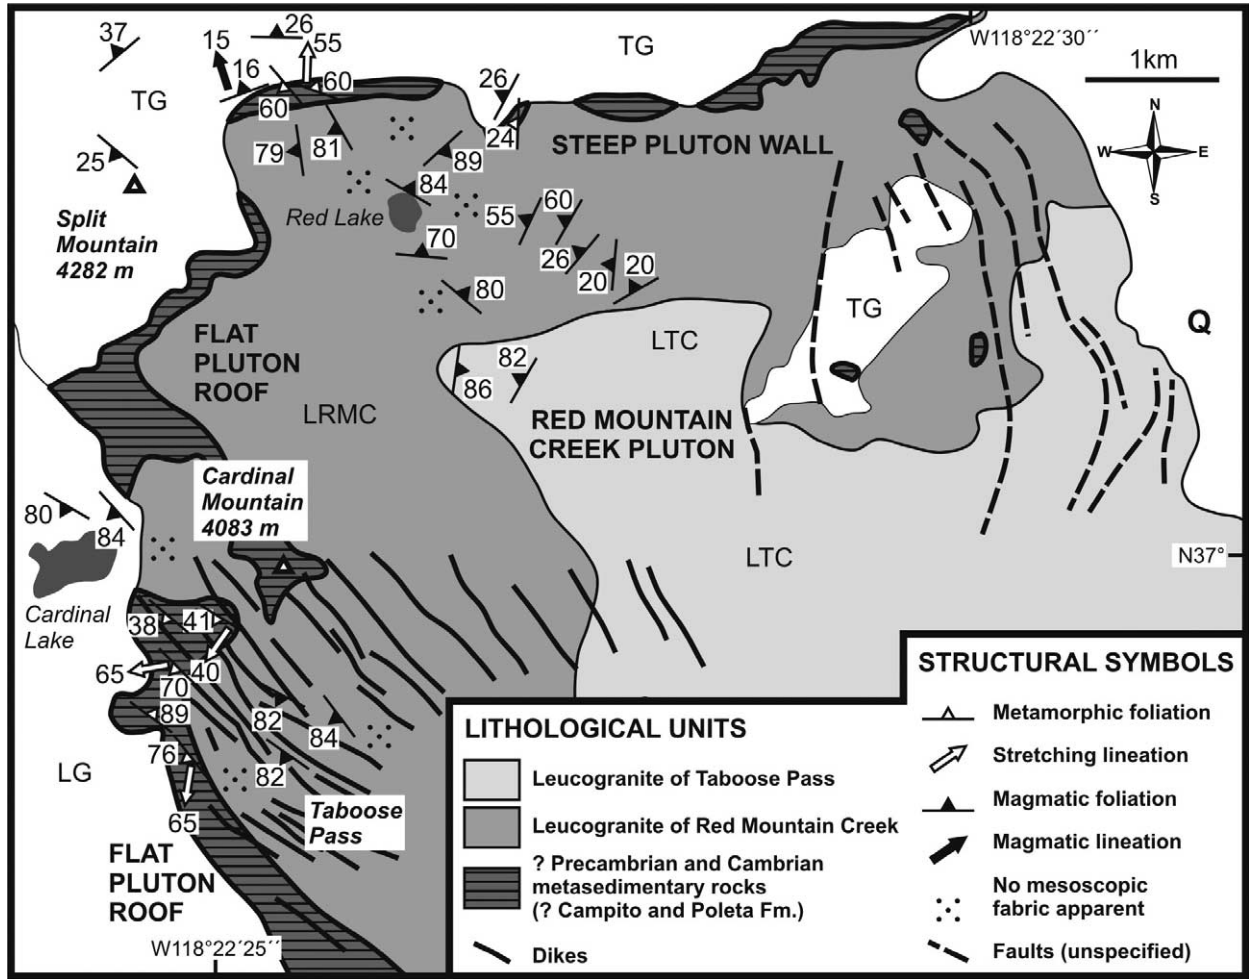 37
26
55
15
16
60
60
TG
TG
W118°22´30´´
1km
N
W
E
S
26
24
25
79
81
89
84
STEEP PLUTON WALL
Split
Mountain
4282 m
Red Lake
70
55
60
26
20
20
80
TG
Q
FLAT
PLUTON
ROOF
LTC
82
86
LRMC
RED MOUNTAIN
CREEK PLUTON
Cardinal
Mountain
4083 m
80
84
N37°
LTC
Cardinal
Lake
38
41
65
40
70
89
82
84
76
82
LG
65
Taboose
Pass
FLAT
PLUTON
ROOF
W118°22´25´´
LITHOLOGICAL UNITS
Leucogranite of Taboose Pass
Leucogranite of Red Mountain Creek
? Precambrian and Cambrian
metasedimentary rocks
(? Campito and Poleta Fm.)
Dikes
STRUCTURAL SYMBOLS
Metamorphic foliation
Stretching lineation
Magmatic foliation
Magmatic lineation
No mesoscopic
fabric apparent
Faults (unspecified)